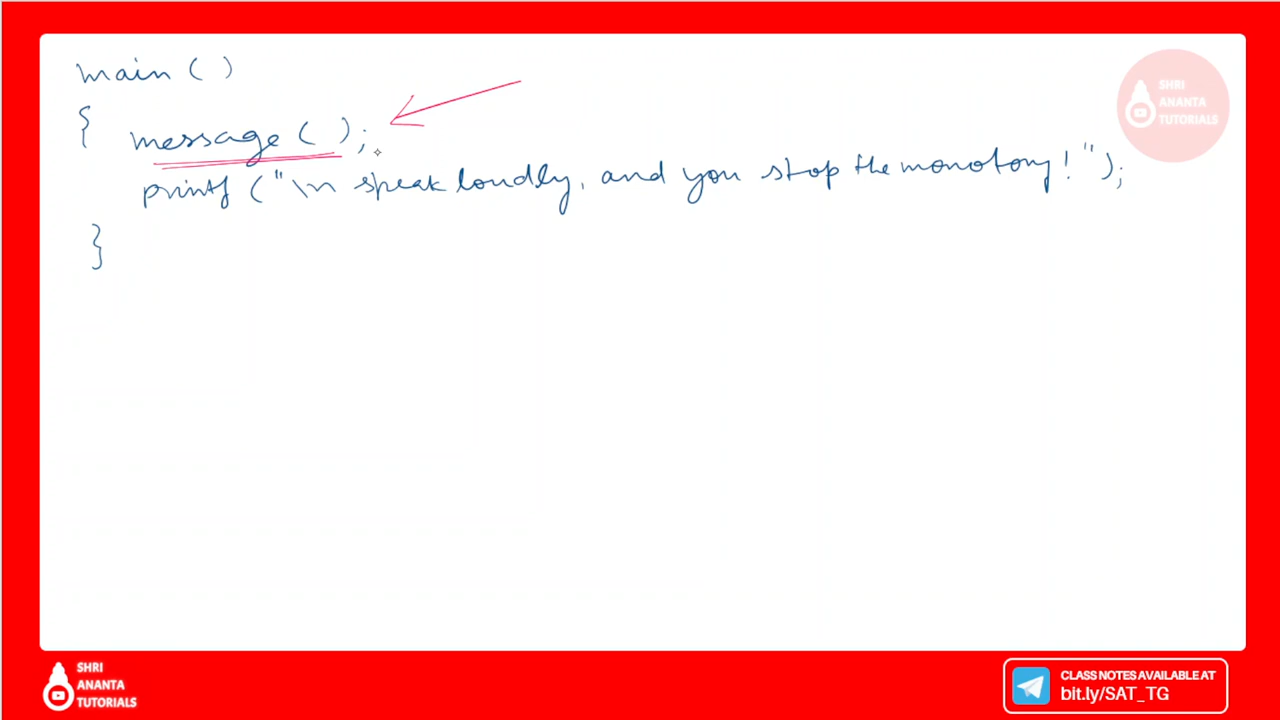 main ( )
{ message ( );
printf ("\n speak loudly, and you stop the monotony ! " );
}
SHRI
ANANTA
TUTORIALS
SHRI
ANANTA
TUTORIALS
CLASS NOTES AVAILABLE AT
bit.ly/SAT_TG